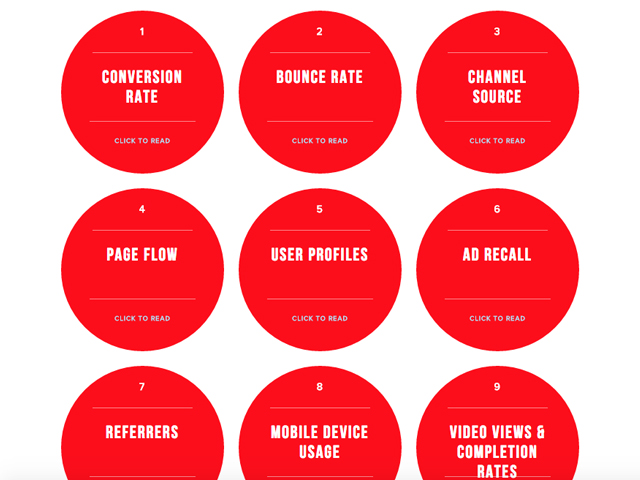 1
CONVERSION
RATE
CLICK TO READ
2
BOUNCE RATE
CLICK TO READ
3
CHANNEL
SOURCE
CLICK TO READ
4
PAGE FLOW
CLICK TO READ
5
USER PROFILES
CLICK TO READ
6
AD RECALL
CLICK TO READ
7
REFERRERS
8
MOBILE DEVICE
USAGE
9
VIDEO VIEWS &
COMPLETION
RATES